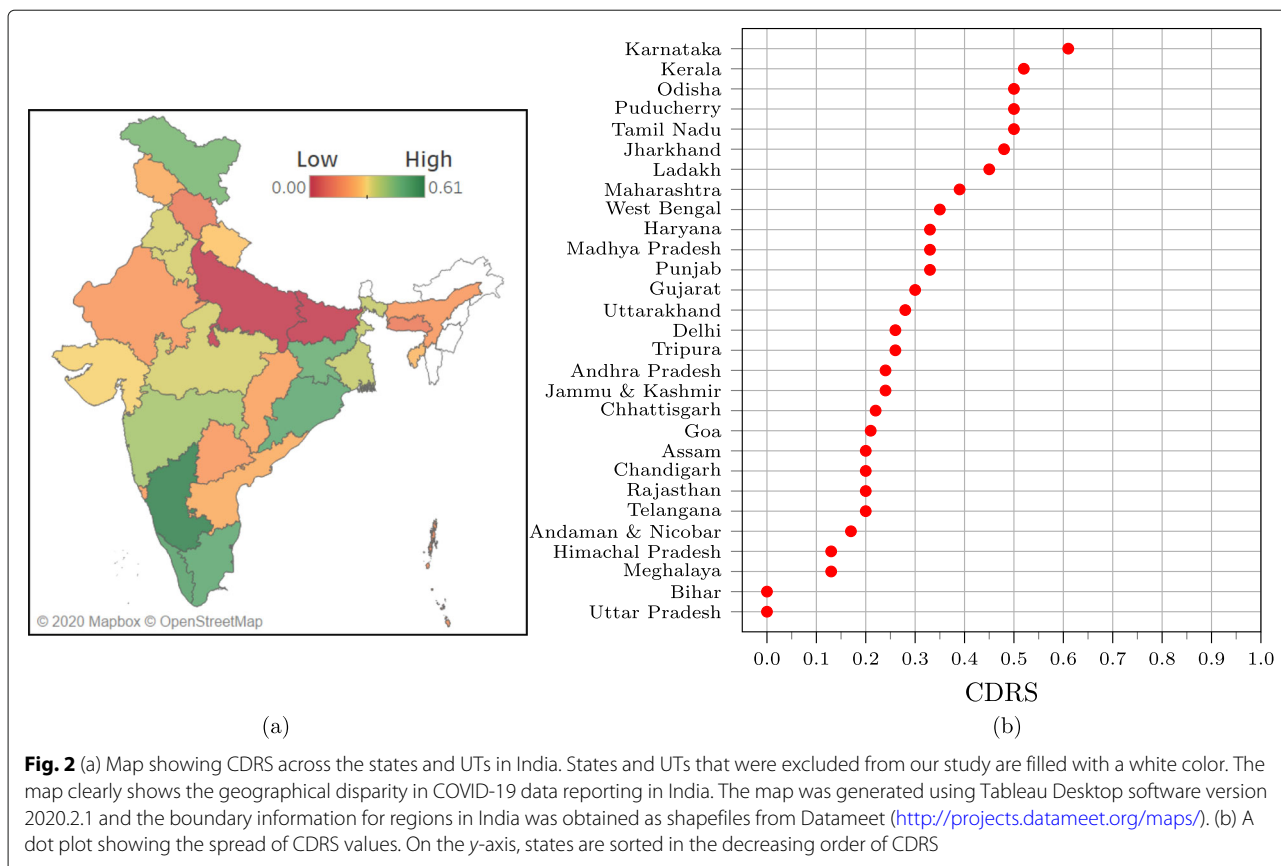 Low High
0.00 0.61
© 2020 Mapbox © OpenStreetMap
(a)
Karnataka
Kerala
Odisha
Puducherry
Tamil Nadu
Jharkhand
Ladakh
Maharashtra
West Bengal
Haryana
Madhya Pradesh
Punjab
Gujarat
Uttarakhand
Delhi
Tripura
Andhra Pradesh
Jammu & Kashmir
Chhattisgarh
Goa
Assam
Chandigarh
Rajasthan
Telangana
Andaman & Nicobar
Himachal Pradesh
Meghalaya
Bihar
Uttar Pradesh
0.0 0.1 0.2 0.3 0.4 0.5 0.6 0.7 0.8 0.9 1.0
CDRS
(b)
Fig. 2 (a) Map showing CDRS across the states and UTs in India. States and UTs that were excluded from our study are filled with a white color. The
map clearly shows the geographical disparity in COVID-19 data reporting in India. The map was generated using Tableau Desktop software version
2020.2.1 and the boundary information for regions in India was obtained as shapefiles from Datameet (http://projects.datameet.org/maps/). (b) A
dot plot showing the spread of CDRS values. On the y-axis, states are sorted in the decreasing order of CDRS